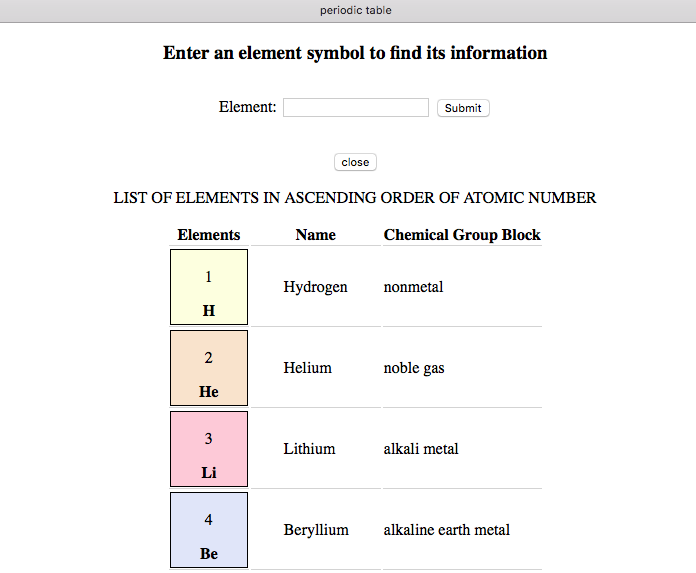 periodic table
Enter an element symbol to find its information
Element: Submit
close
LIST OF ELEMENTS IN ASCENDING ORDER OF ATOMIC NUMBER
Elements Name Chemical Group Block
1
H
Hydrogen nonmetal
2
He
Helium noble gas
3
Li
Lithium alkali metal
4
Be
Beryllium alkaline earth metal